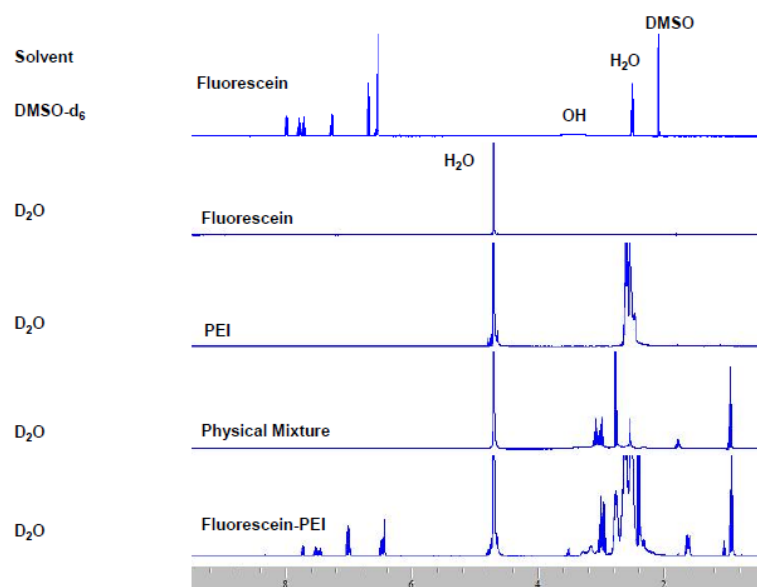 DMSO
Solvent
H₂O
Fluorescein
DMSO-d₆
OH
H₂O
D₂O
Fluorescein
D₂O
PEI
D₂O
Physical Mixture
D₂O
Fluorescein-PEI
8 6 4 2